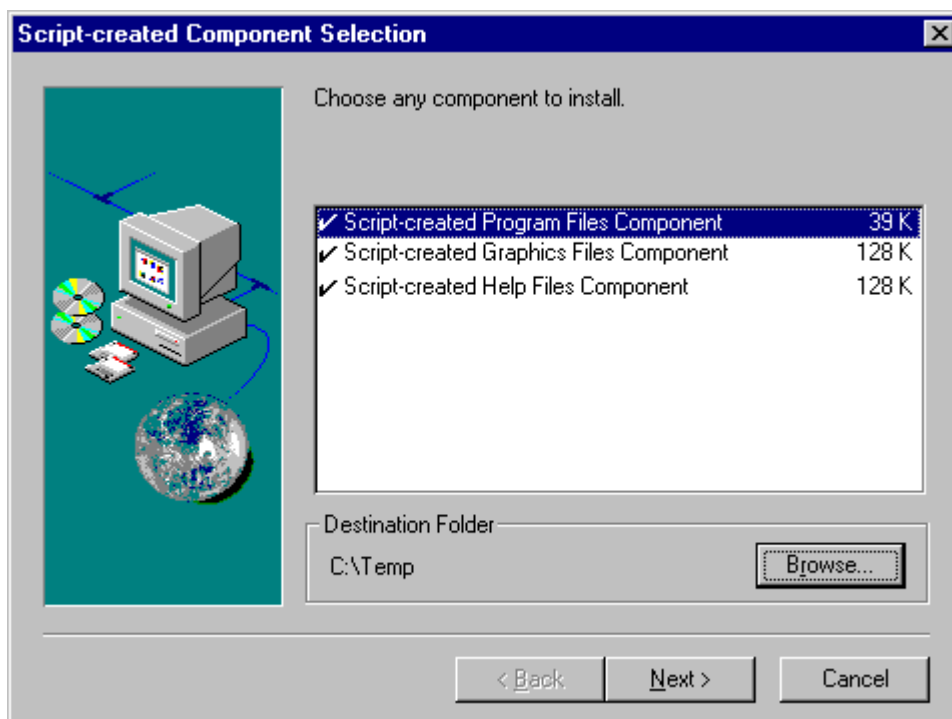 Script-created Component Selection
Choose any component to install.
Script-created Program Files Component 39 K
Script-created Graphics Files Component 128 K
Script-created Help Files Component 128 K
Destination Folder
C:\Temp
Browse...
< Back
Next >
Cancel